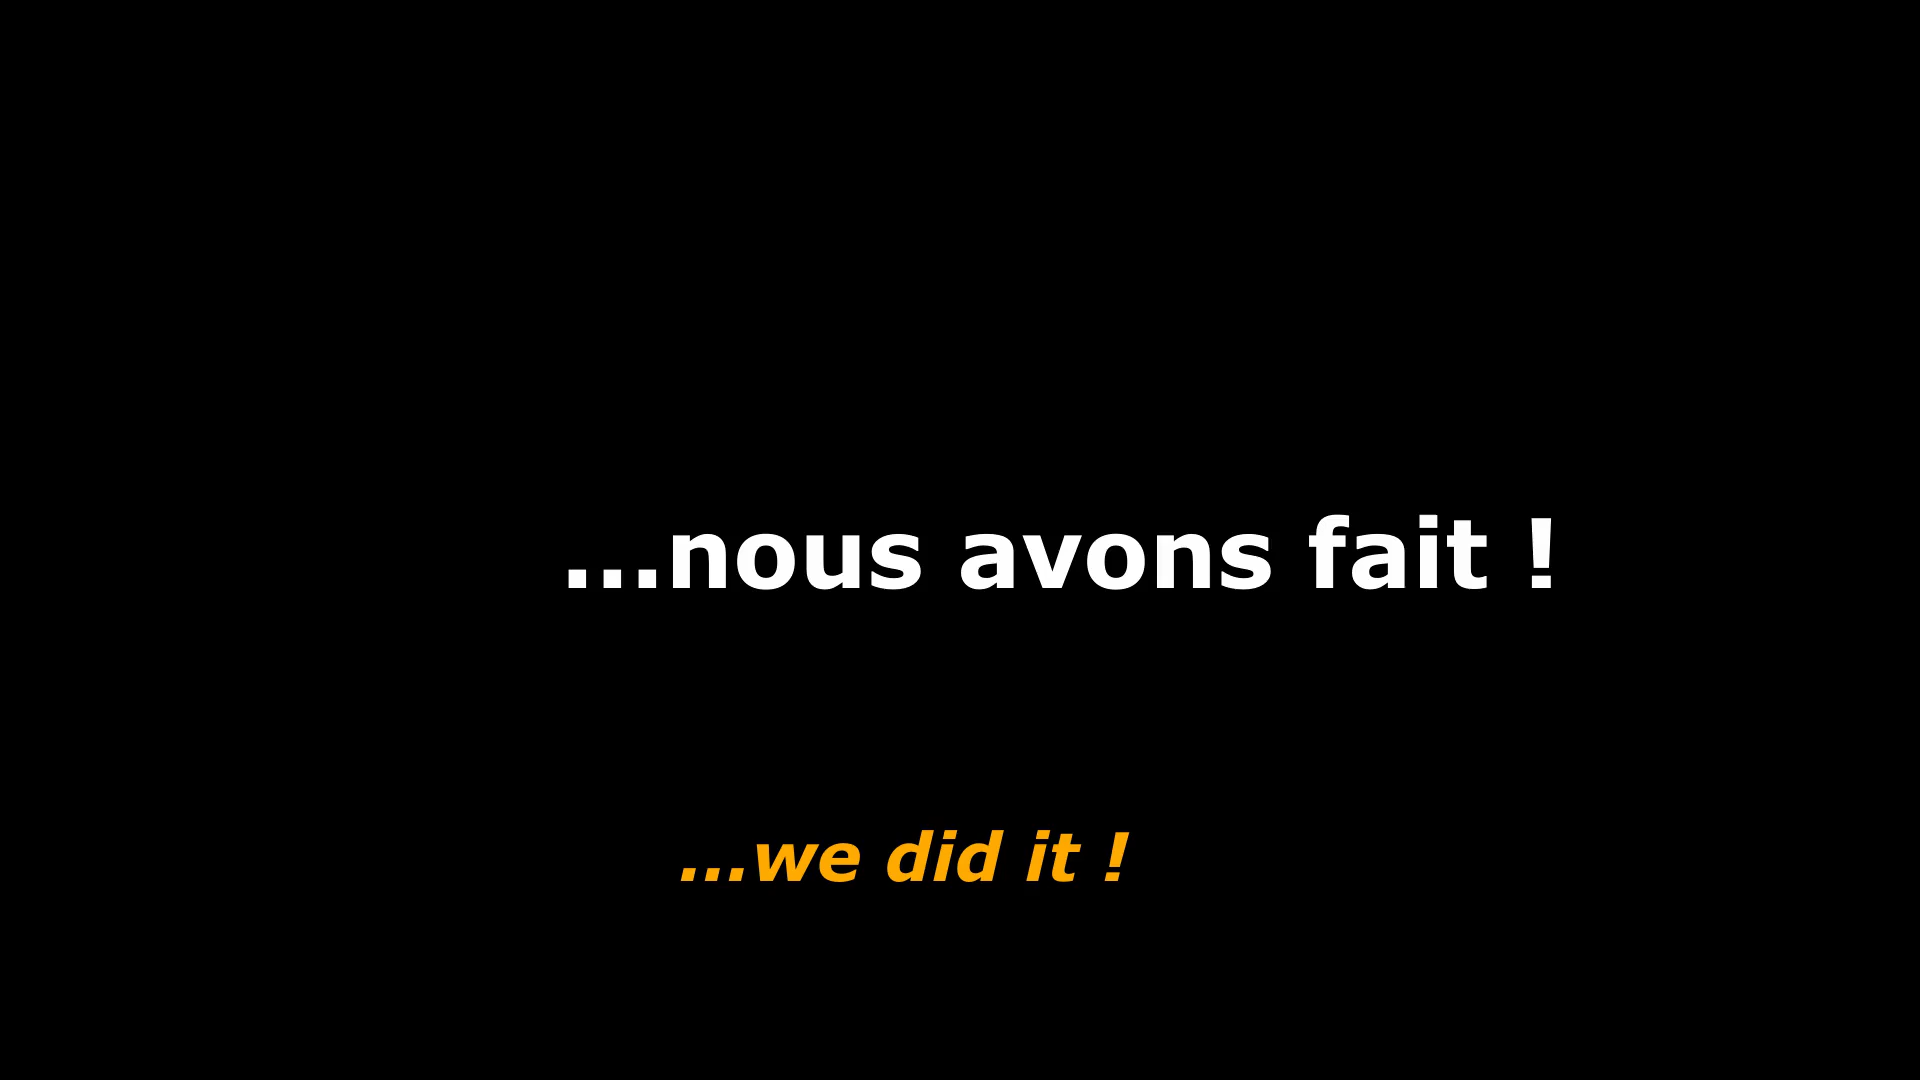 ...nous avons fait !
...we did it !